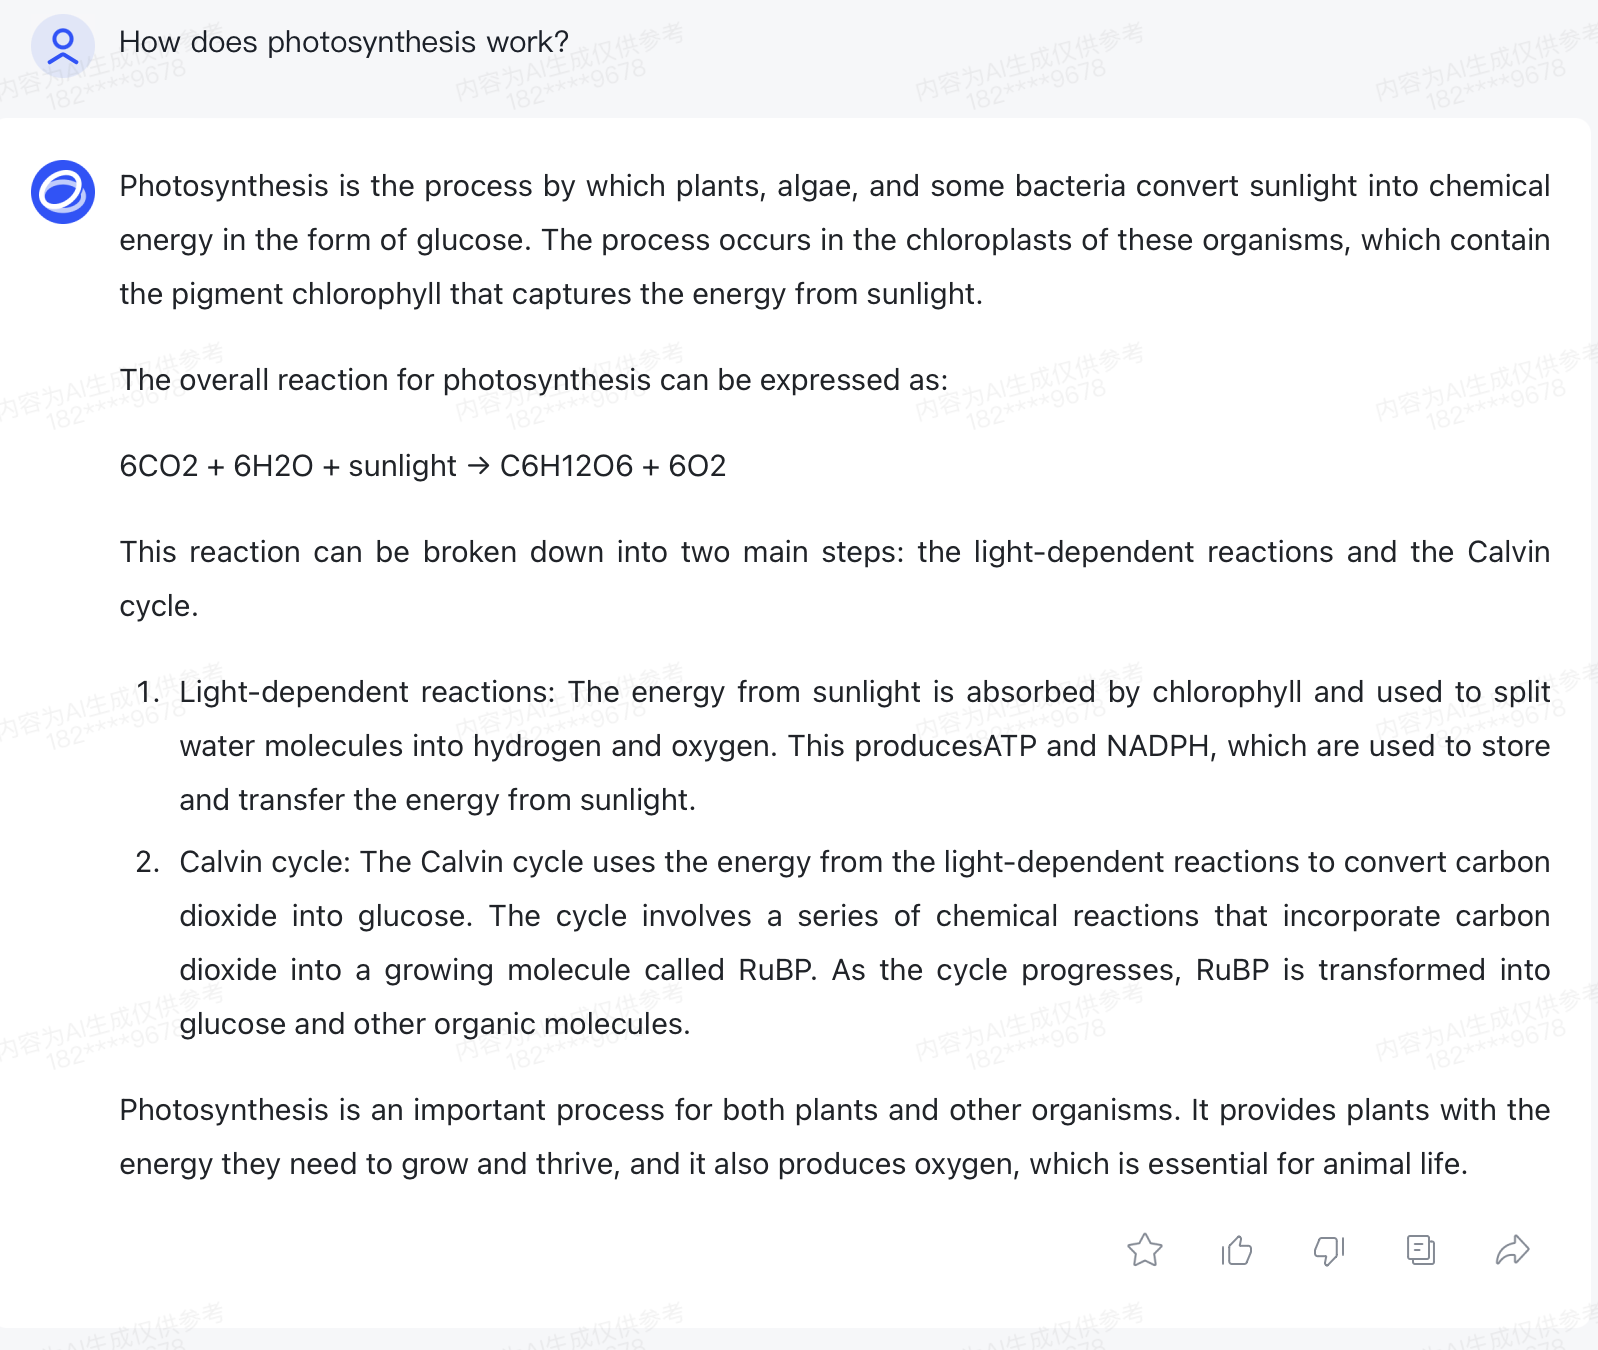 How does photosynthesis work?
Photosynthesis is the process by which plants, algae, and some bacteria convert sunlight into chemical
energy in the form of glucose. The process occurs in the chloroplasts of these organisms, which contain
the pigment chlorophyll that captures the energy from sunlight.
The overall reaction for photosynthesis can be expressed as:
6CO2 + 6H2O + sunlight → C6H12O6 + 6O2
This reaction can be broken down into two main steps: the light-dependent reactions and the Calvin
cycle.
1. Light-dependent reactions: The energy from sunlight is absorbed by chlorophyll and used to split
water molecules into hydrogen and oxygen. This producesATP and NADPH, which are used to store
and transfer the energy from sunlight.
2. Calvin cycle: The Calvin cycle uses the energy from the light-dependent reactions to convert carbon
dioxide into glucose. The cycle involves a series of chemical reactions that incorporate carbon
dioxide into a growing molecule called RuBP. As the cycle progresses, RuBP is transformed into
glucose and other organic molecules.
Photosynthesis is an important process for both plants and other organisms. It provides plants with the
energy they need to grow and thrive, and it also produces oxygen, which is essential for animal life.
内容为AI生成仅供参考
182****9678